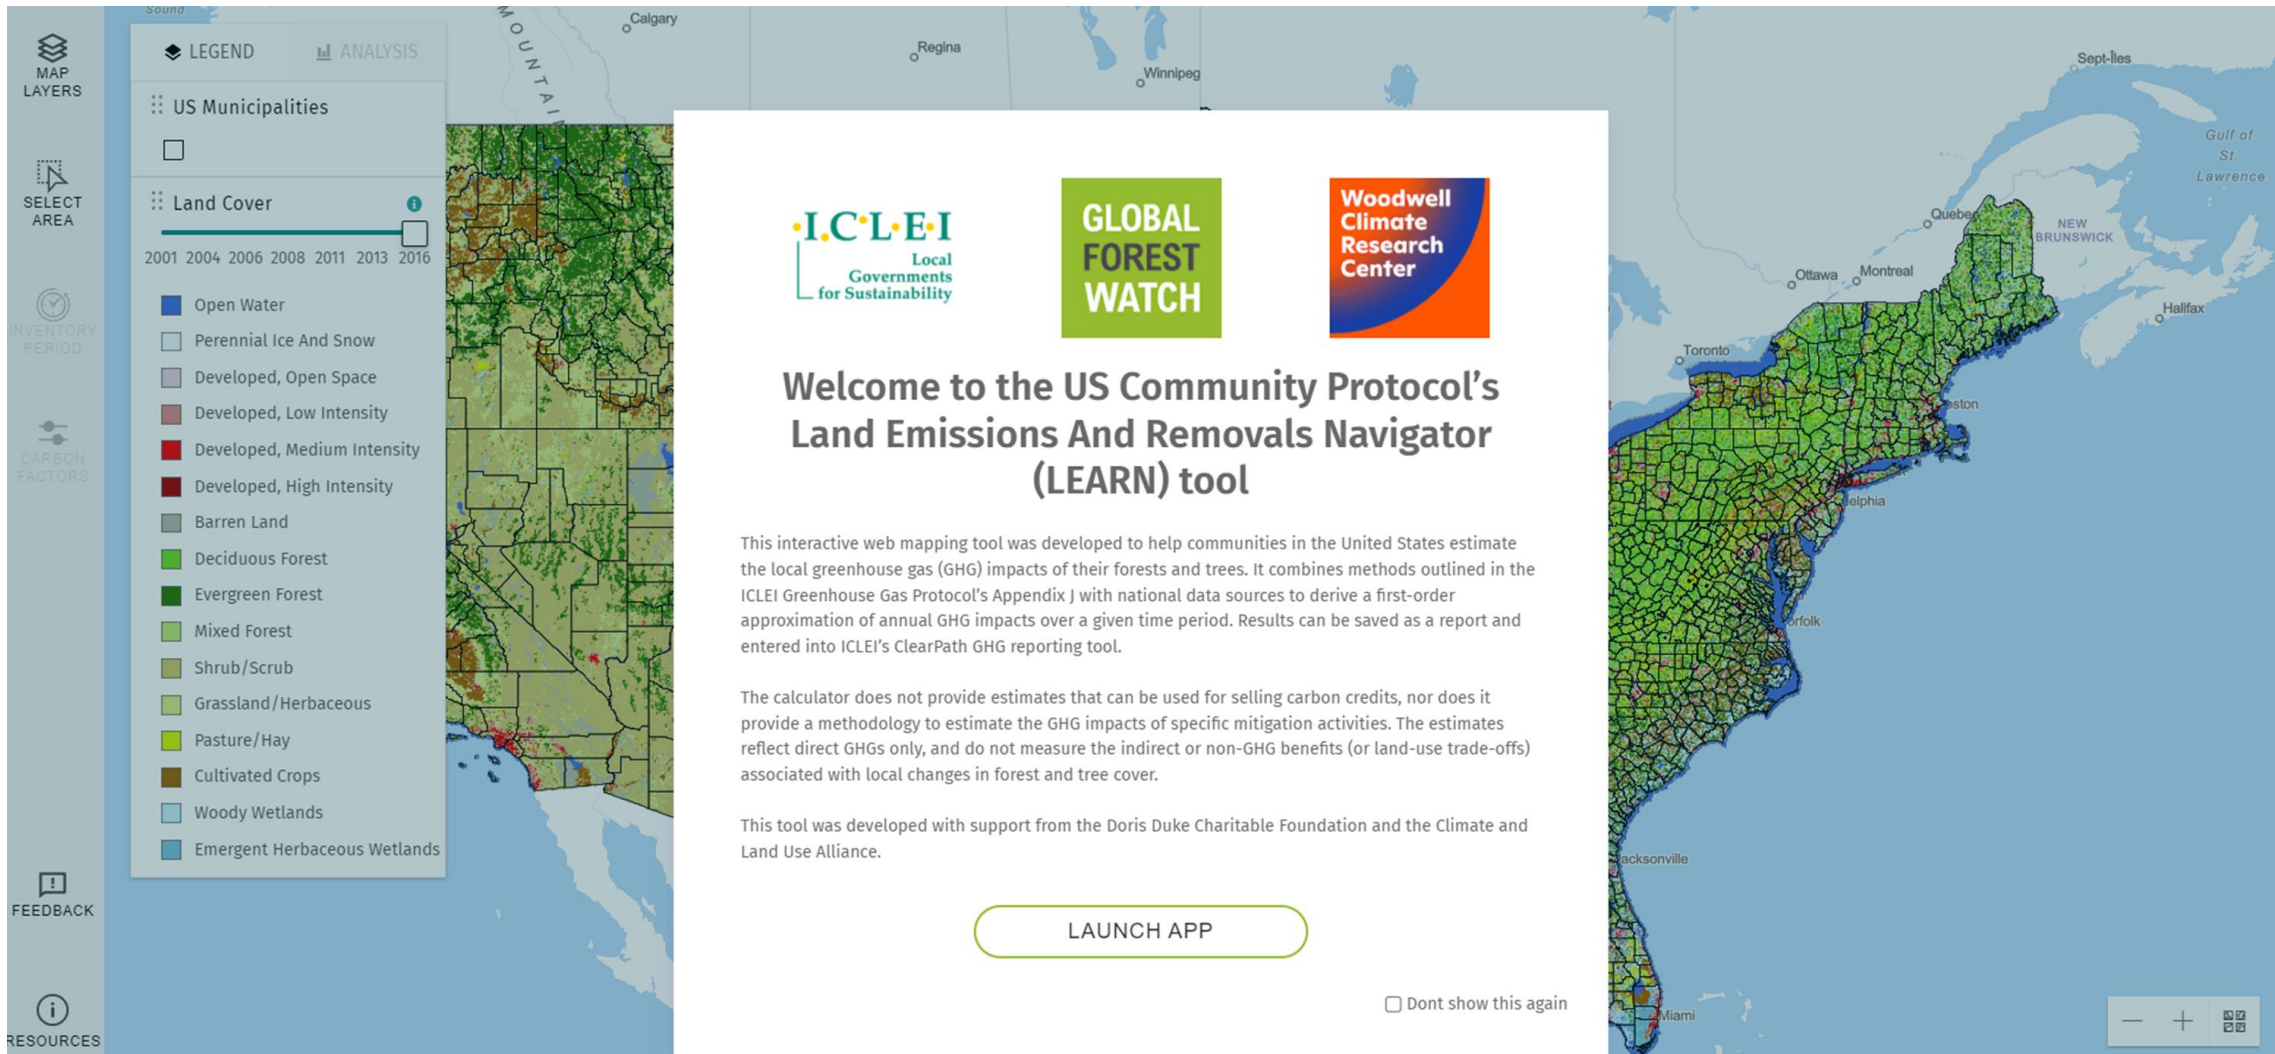 MAP
LAYERS
SELECT
AREA
INVENTORY
PERIOD
CARBON
FACTORS
FEEDBACK
RESOURCES
LEGEND
ANALYSIS
US Municipalities
Land Cover
2001 2004 2006 2008 2011 2013 2016
Open Water
Perennial Ice And Snow
Developed, Open Space
Developed, Low Intensity
Developed, Medium Intensity
Developed, High Intensity
Barren Land
Deciduous Forest
Evergreen Forest
Mixed Forest
Shrub/Scrub
Grassland/Herbaceous
Pasture/Hay
Cultivated Crops
Woody Wetlands
Emergent Herbaceous Wetlands
Sound
MOUNTAIN
Calgary
Regina
Winnipeg
·I.C·L·E·I
Local
Governments
for Sustainability
GLOBAL
FOREST
WATCH
Woodwell
Climate
Research
Center
Welcome to the US Community Protocol’s
Land Emissions And Removals Navigator
(LEARN) tool
This interactive web mapping tool was developed to help communities in the United States estimate
the local greenhouse gas (GHG) impacts of their forests and trees. It combines methods outlined in the
ICLEI Greenhouse Gas Protocol’s Appendix J with national data sources to derive a first-order
approximation of annual GHG impacts over a given time period. Results can be saved as a report and
entered into ICLEI’s ClearPath GHG reporting tool.
The calculator does not provide estimates that can be used for selling carbon credits, nor does it
provide a methodology to estimate the GHG impacts of specific mitigation activities. The estimates
reflect direct GHGs only, and do not measure the indirect or non-GHG benefits (or land-use trade-offs)
associated with local changes in forest and tree cover.
This tool was developed with support from the Doris Duke Charitable Foundation and the Climate and
Land Use Alliance.
LAUNCH APP
Dont show this again
Sept-Îles
Gulf of
St.
Lawrence
Quebec
NEW
BRUNSWICK
Ottawa
Montreal
Halifax
Toronto
oston
elphia
orfolk
acksonville
Miami